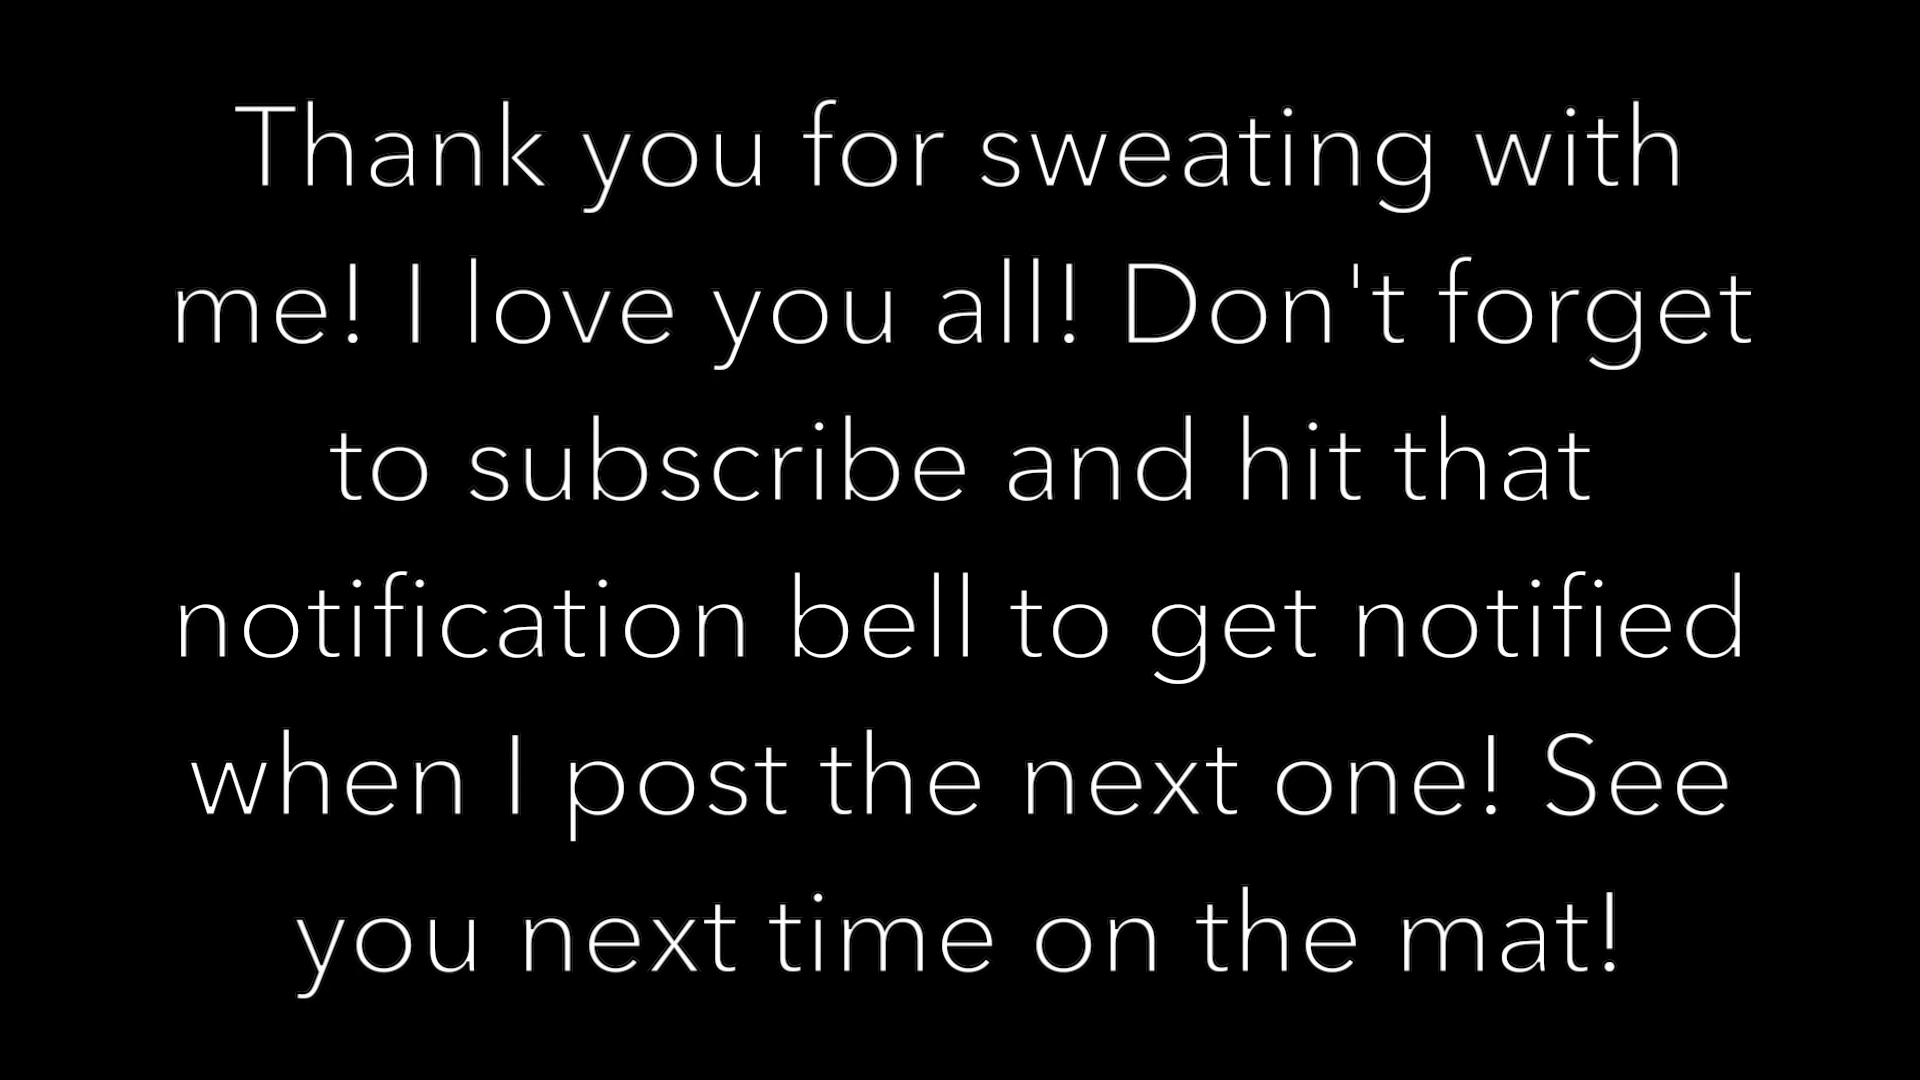 Thank you for sweating with
me! I love you all! Don't forget
to subscribe and hit that
notification bell to get notified
when I post the next one! See
you next time on the mat!